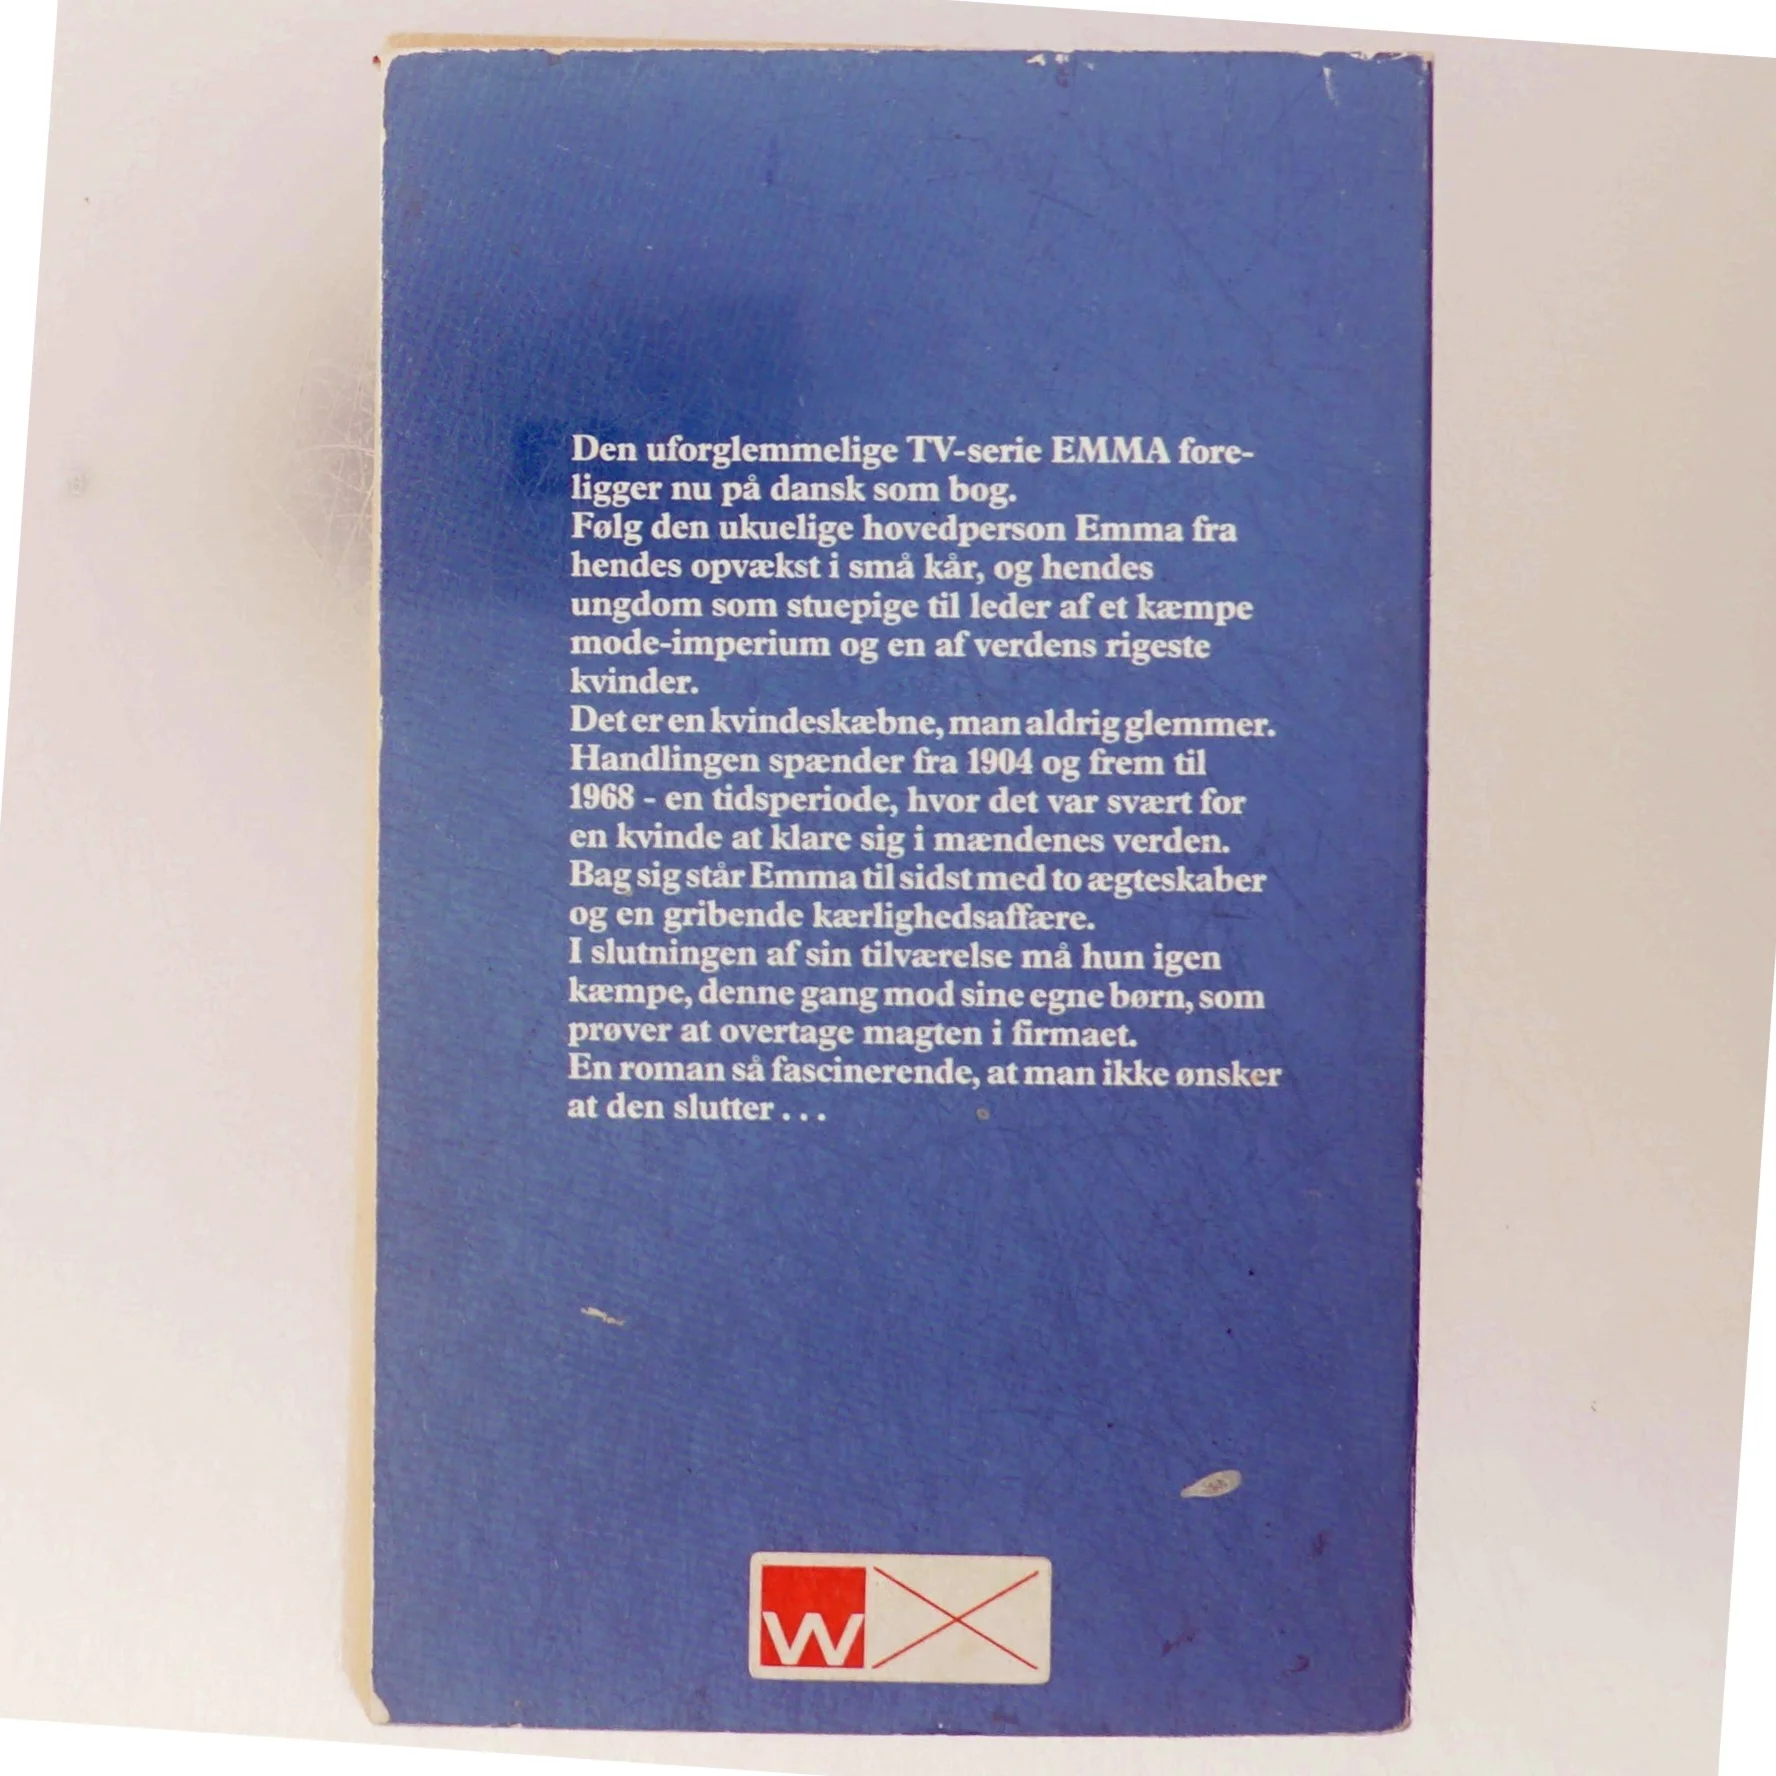 Den uforglemmelige TV-serie EMMA fore-
ligger nu på dansk som bog.
Følg den ukuelige hovedperson Emma fra
hendes opvækst i små kår, og hendes
ungdom som stuepige til leder af et kæmpe
mode-imperium og en af verdens rigeste
kvinder.
Det er en kvindeskæbne, man aldrig glemmer.
Handlingen spænder fra 1904 og frem til
1968 - en tidsperiode, hvor det var svært for
en kvinde at klare sig i mændenes verden.
Bag sig står Emma til sidst med to ægteskaber
og en gribende kærlighedsaffære.
I slutningen af sin tilværelse må hun igen
kæmpe, denne gang mod sine egne børn, som
prøver at overtage magten i firmaet.
En roman så fascinerende, at man ikke ønsker
at den slutter . . .
W